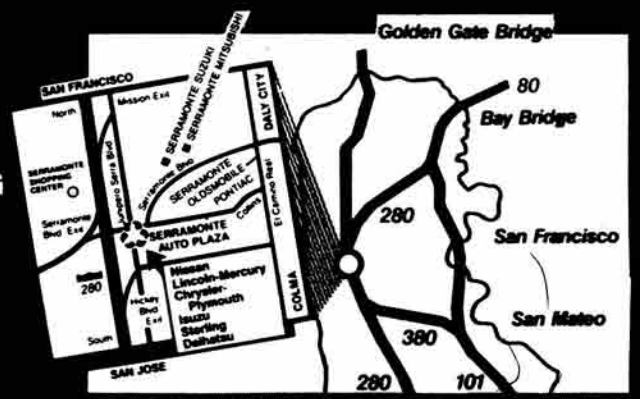 Golden Gate Bridge
80
Bay Bridge
280
San Francisco
San Mateo
380
280
101
SERRAMONTE SUZUKI
SERRAMONTE MITSUBISHI
SAN FRANCISCO
North
Mission Exit
DALY CITY
Junipero Serra Blvd
Serramonte Blvd
SERRAMONTE
SHOPPING
CENTER
SERRAMONTE
OLDSMOBILE
PONTIAC
Collins
El Camino Real
Serramonte
Blvd Exit
SERRAMONTE
AUTO PLAZA
280
Nissan
Lincoln-Mercury
Chrysler-
Plymouth
Isuzu
Sterling
Daihatsu
Hickey
Blvd
Exit
COLMA
South
SAN JOSE